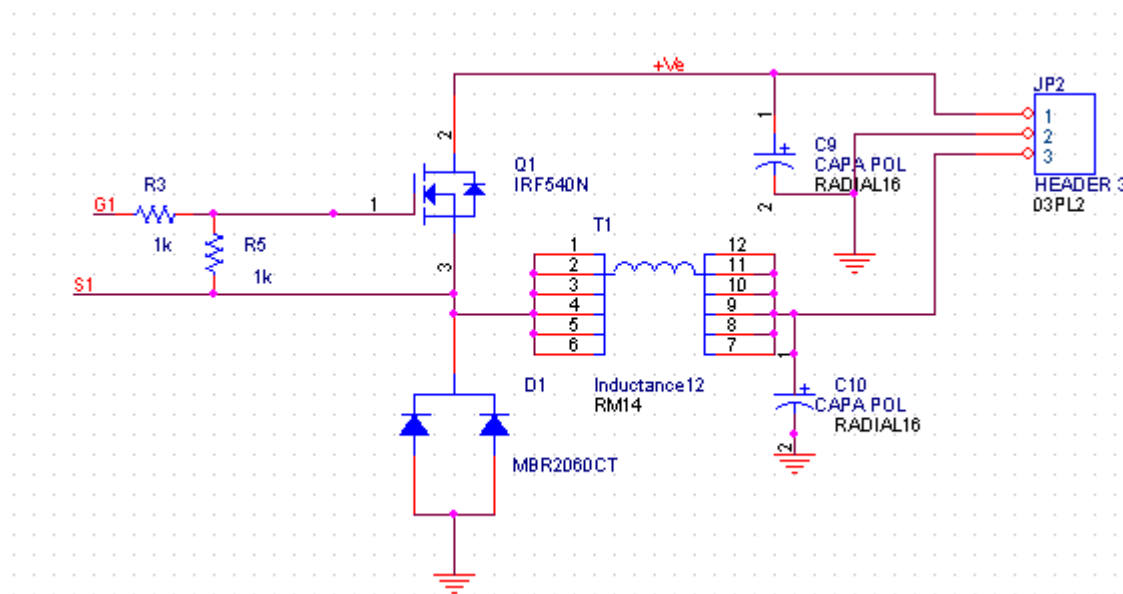 +Ve
JP2
1
2
3
HEADER 3
03PL2
1
C9
CAPA POL
RADIAL16
2
2
Q1
IRF540N
R3
G1
1
1k
R5
1k
3
S1
T1
1
2
3
4
5
6
12
11
10
9
8
7
D1
Inductance12
RM14
1
C10
CAPA POL
RADIAL16
2
MBR2060CT